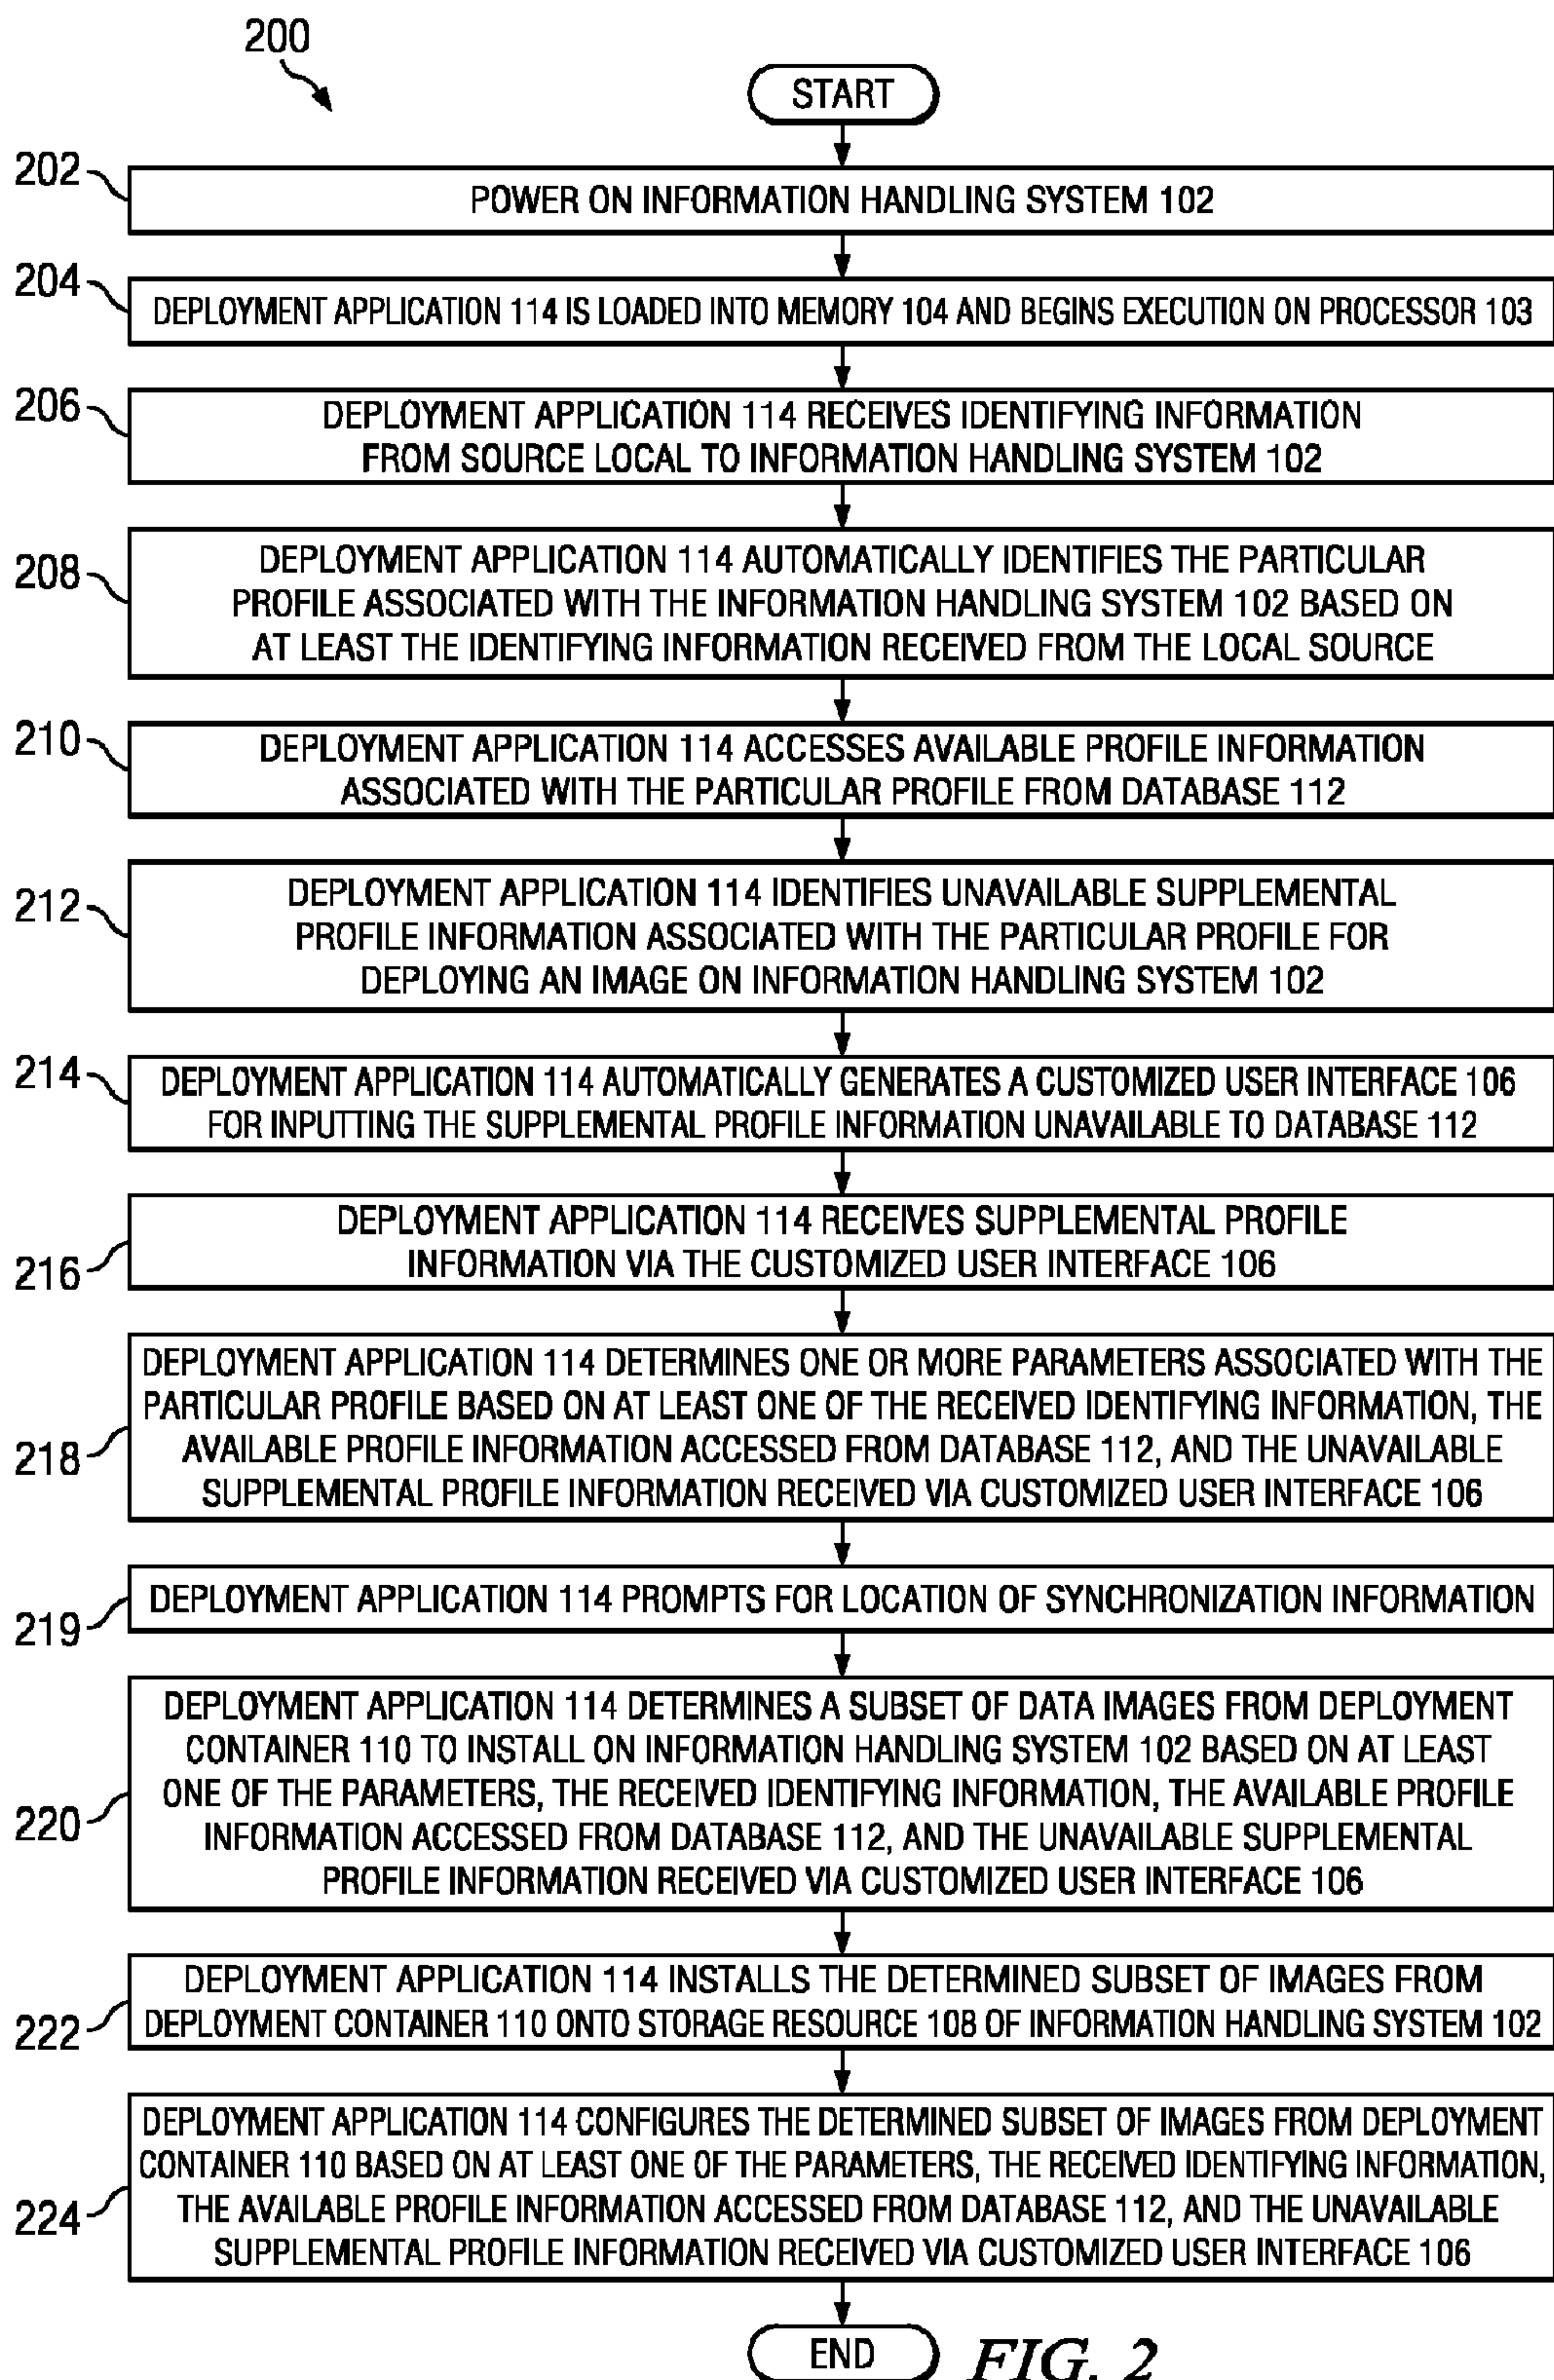 200
START
202
POWER ON INFORMATION HANDLING SYSTEM 102
204
DEPLOYMENT APPLICATION 114 IS LOADED INTO MEMORY 104 AND BEGINS EXECUTION ON PROCESSOR 103
206
DEPLOYMENT APPLICATION 114 RECEIVES IDENTIFYING INFORMATION
FROM SOURCE LOCAL TO INFORMATION HANDLING SYSTEM 102
208
DEPLOYMENT APPLICATION 114 AUTOMATICALLY IDENTIFIES THE PARTICULAR
PROFILE ASSOCIATED WITH THE INFORMATION HANDLING SYSTEM 102 BASED ON
AT LEAST THE IDENTIFYING INFORMATION RECEIVED FROM THE LOCAL SOURCE
210
DEPLOYMENT APPLICATION 114 ACCESSES AVAILABLE PROFILE INFORMATION
ASSOCIATED WITH THE PARTICULAR PROFILE FROM DATABASE 112
212
DEPLOYMENT APPLICATION 114 IDENTIFIES UNAVAILABLE SUPPLEMENTAL
PROFILE INFORMATION ASSOCIATED WITH THE PARTICULAR PROFILE FOR
DEPLOYING AN IMAGE ON INFORMATION HANDLING SYSTEM 102
214
DEPLOYMENT APPLICATION 114 AUTOMATICALLY GENERATES A CUSTOMIZED USER INTERFACE 106
FOR INPUTTING THE SUPPLEMENTAL PROFILE INFORMATION UNAVAILABLE TO DATABASE 112
216
DEPLOYMENT APPLICATION 114 RECEIVES SUPPLEMENTAL PROFILE
INFORMATION VIA THE CUSTOMIZED USER INTERFACE 106
218
DEPLOYMENT APPLICATION 114 DETERMINES ONE OR MORE PARAMETERS ASSOCIATED WITH THE
PARTICULAR PROFILE BASED ON AT LEAST ONE OF THE RECEIVED IDENTIFYING INFORMATION, THE
AVAILABLE PROFILE INFORMATION ACCESSED FROM DATABASE 112, AND THE UNAVAILABLE
SUPPLEMENTAL PROFILE INFORMATION RECEIVED VIA CUSTOMIZED USER INTERFACE 106
219
DEPLOYMENT APPLICATION 114 PROMPTS FOR LOCATION OF SYNCHRONIZATION INFORMATION
220
DEPLOYMENT APPLICATION 114 DETERMINES A SUBSET OF DATA IMAGES FROM DEPLOYMENT
CONTAINER 110 TO INSTALL ON INFORMATION HANDLING SYSTEM 102 BASED ON AT LEAST
ONE OF THE PARAMETERS, THE RECEIVED IDENTIFYING INFORMATION, THE AVAILABLE PROFILE
INFORMATION ACCESSED FROM DATABASE 112, AND THE UNAVAILABLE SUPPLEMENTAL
PROFILE INFORMATION RECEIVED VIA CUSTOMIZED USER INTERFACE 106
222
DEPLOYMENT APPLICATION 114 INSTALLS THE DETERMINED SUBSET OF IMAGES FROM
DEPLOYMENT CONTAINER 110 ONTO STORAGE RESOURCE 108 OF INFORMATION HANDLING SYSTEM 102
224
DEPLOYMENT APPLICATION 114 CONFIGURES THE DETERMINED SUBSET OF IMAGES FROM DEPLOYMENT
CONTAINER 110 BASED ON AT LEAST ONE OF THE PARAMETERS, THE RECEIVED IDENTIFYING INFORMATION,
THE AVAILABLE PROFILE INFORMATION ACCESSED FROM DATABASE 112, AND THE UNAVAILABLE
SUPPLEMENTAL PROFILE INFORMATION RECEIVED VIA CUSTOMIZED USER INTERFACE 106
END
FIG. 2